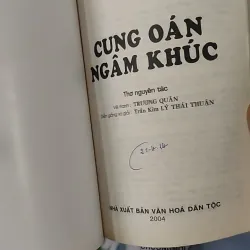 CUNG OÁN
NGÂM KHÚC
Thơ nguyên tác
TRƯƠNG QUÂN
Trần Kim LÝ THÁI THUẬN
NHÀ XUẤT BẢN VĂN HOÁ DÂN TỘC
2004